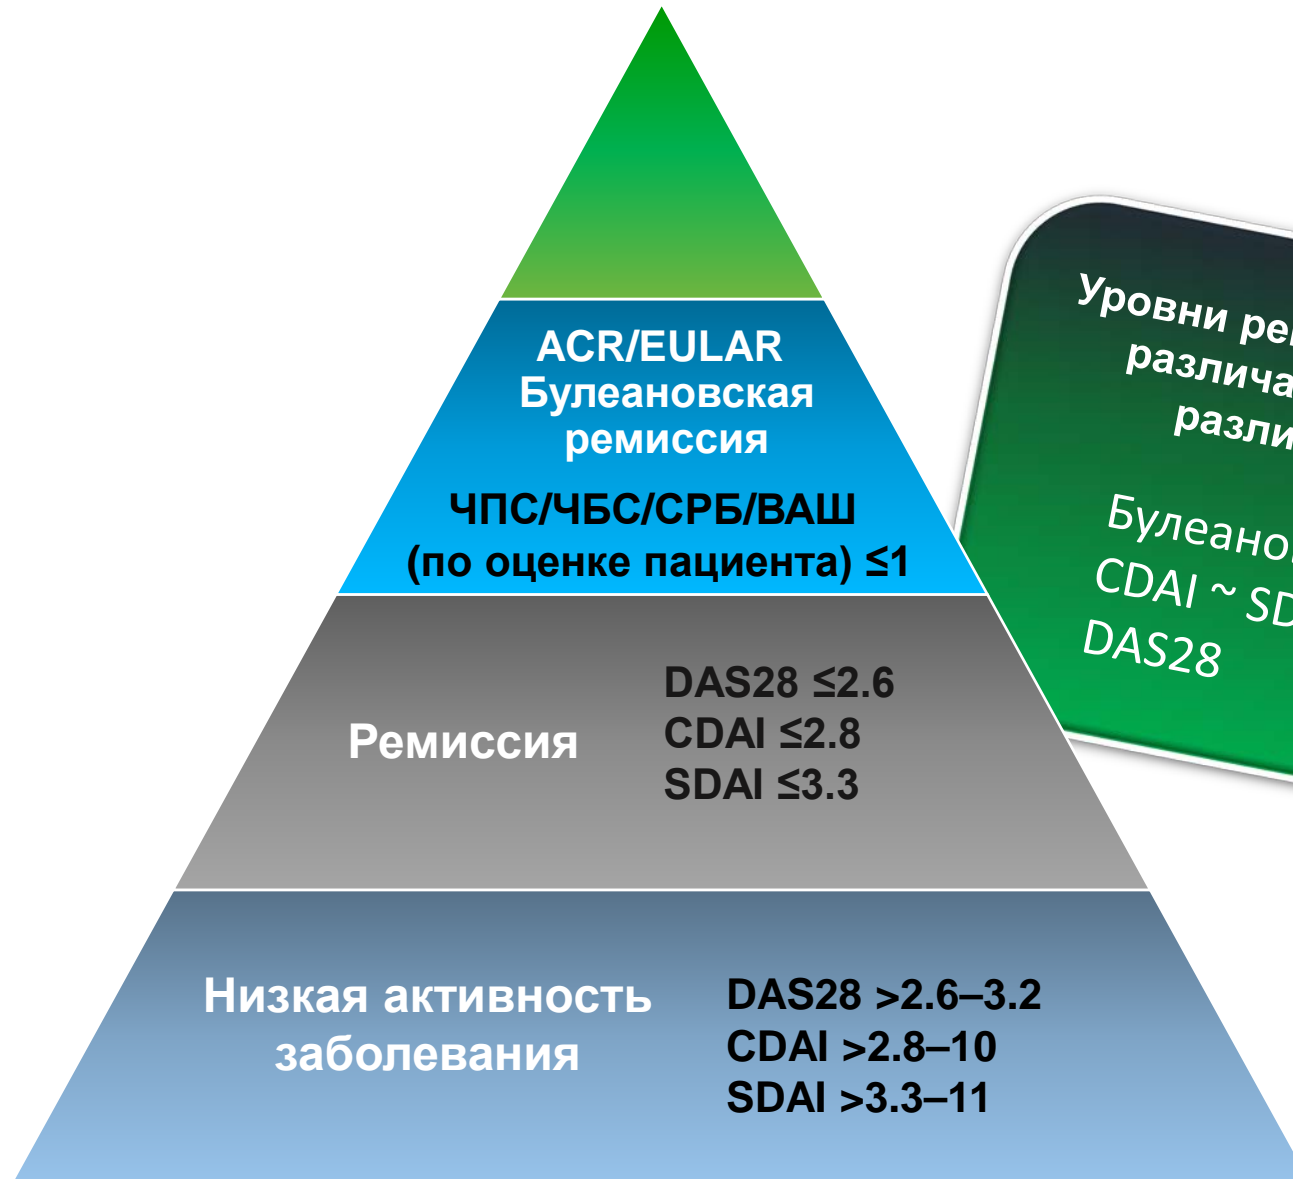 ACR/EULAR
Булеановская
ремиссия
ЧПС/ЧБС/СРБ/ВАШ
(по оценке пациента) ≤1
Ремиссия
DAS28 ≤2.6
CDAI ≤2.8
SDAI ≤3.3
Низкая активность
заболевания
DAS28 >2.6–3.2
CDAI >2.8–10
SDAI >3.3–11
Уровни
CDAI ~
DAS28